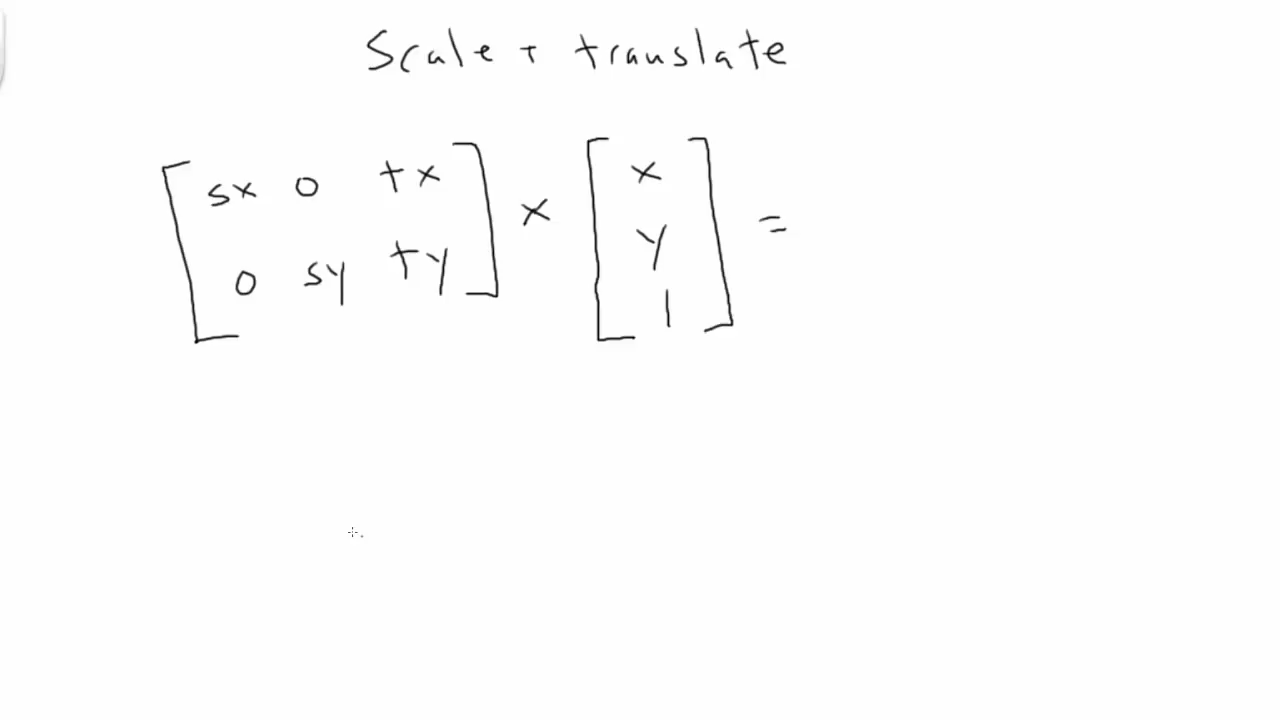 Scale + translate
sx 0 tx × x =
0 sy ty y
1